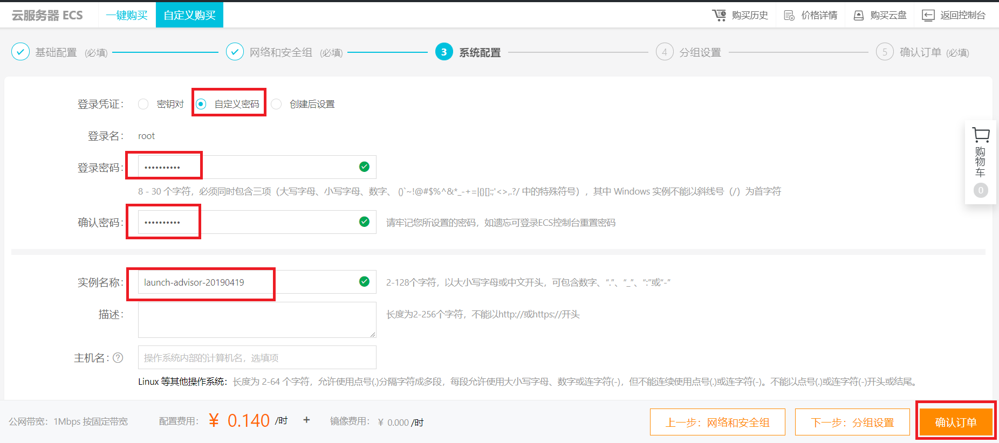 云服务器 ECS 一键购买 自定义购买 购买历史 价格详情 购买云盘 返回控制台
基础配置 (必填) 网络和安全组 (必填) 3 系统配置 4 分组设置 5 确认订单 (必填)
登录凭证: 密钥对 自定义密码 创建后设置
登录名: root
登录密码: ••••••••••
8 - 30 个字符，必须同时包含三项（大写字母、小写字母、数字、 ()`~!@#$%^&*_-+=|{}[]:;'<>,.?/ 中的特殊符号），其中 Windows 实例不能以斜线号（/）为首字符
确认密码: •••••••••• 请牢记您所设置的密码，如遗忘可登录ECS控制台重置密码
实例名称: launch-advisor-20190419 2-128个字符，以大小写字母或中文开头，可包含数字、“.”、“_”、“:”或“-”
描述: 长度为2-256个字符，不能以http://或https://开头
主机名: ? 操作系统内部的计算机名，选填项
Linux 等其他操作系统：长度为 2-64 个字符，允许使用点号(.)分隔字符成多段，每段允许使用大小写字母、数字或连字符(-)，但不能连续使用点号(.)或连字符(-)。不能以点号(.)或连字符(-)开头或结尾。
购物车
0
公网带宽：1Mbps 按固定带宽 配置费用： ¥ 0.140 /时 + 镜像费用： ¥ 0.000 /时 上一步：网络和安全组 下一步：分组设置 确认订单